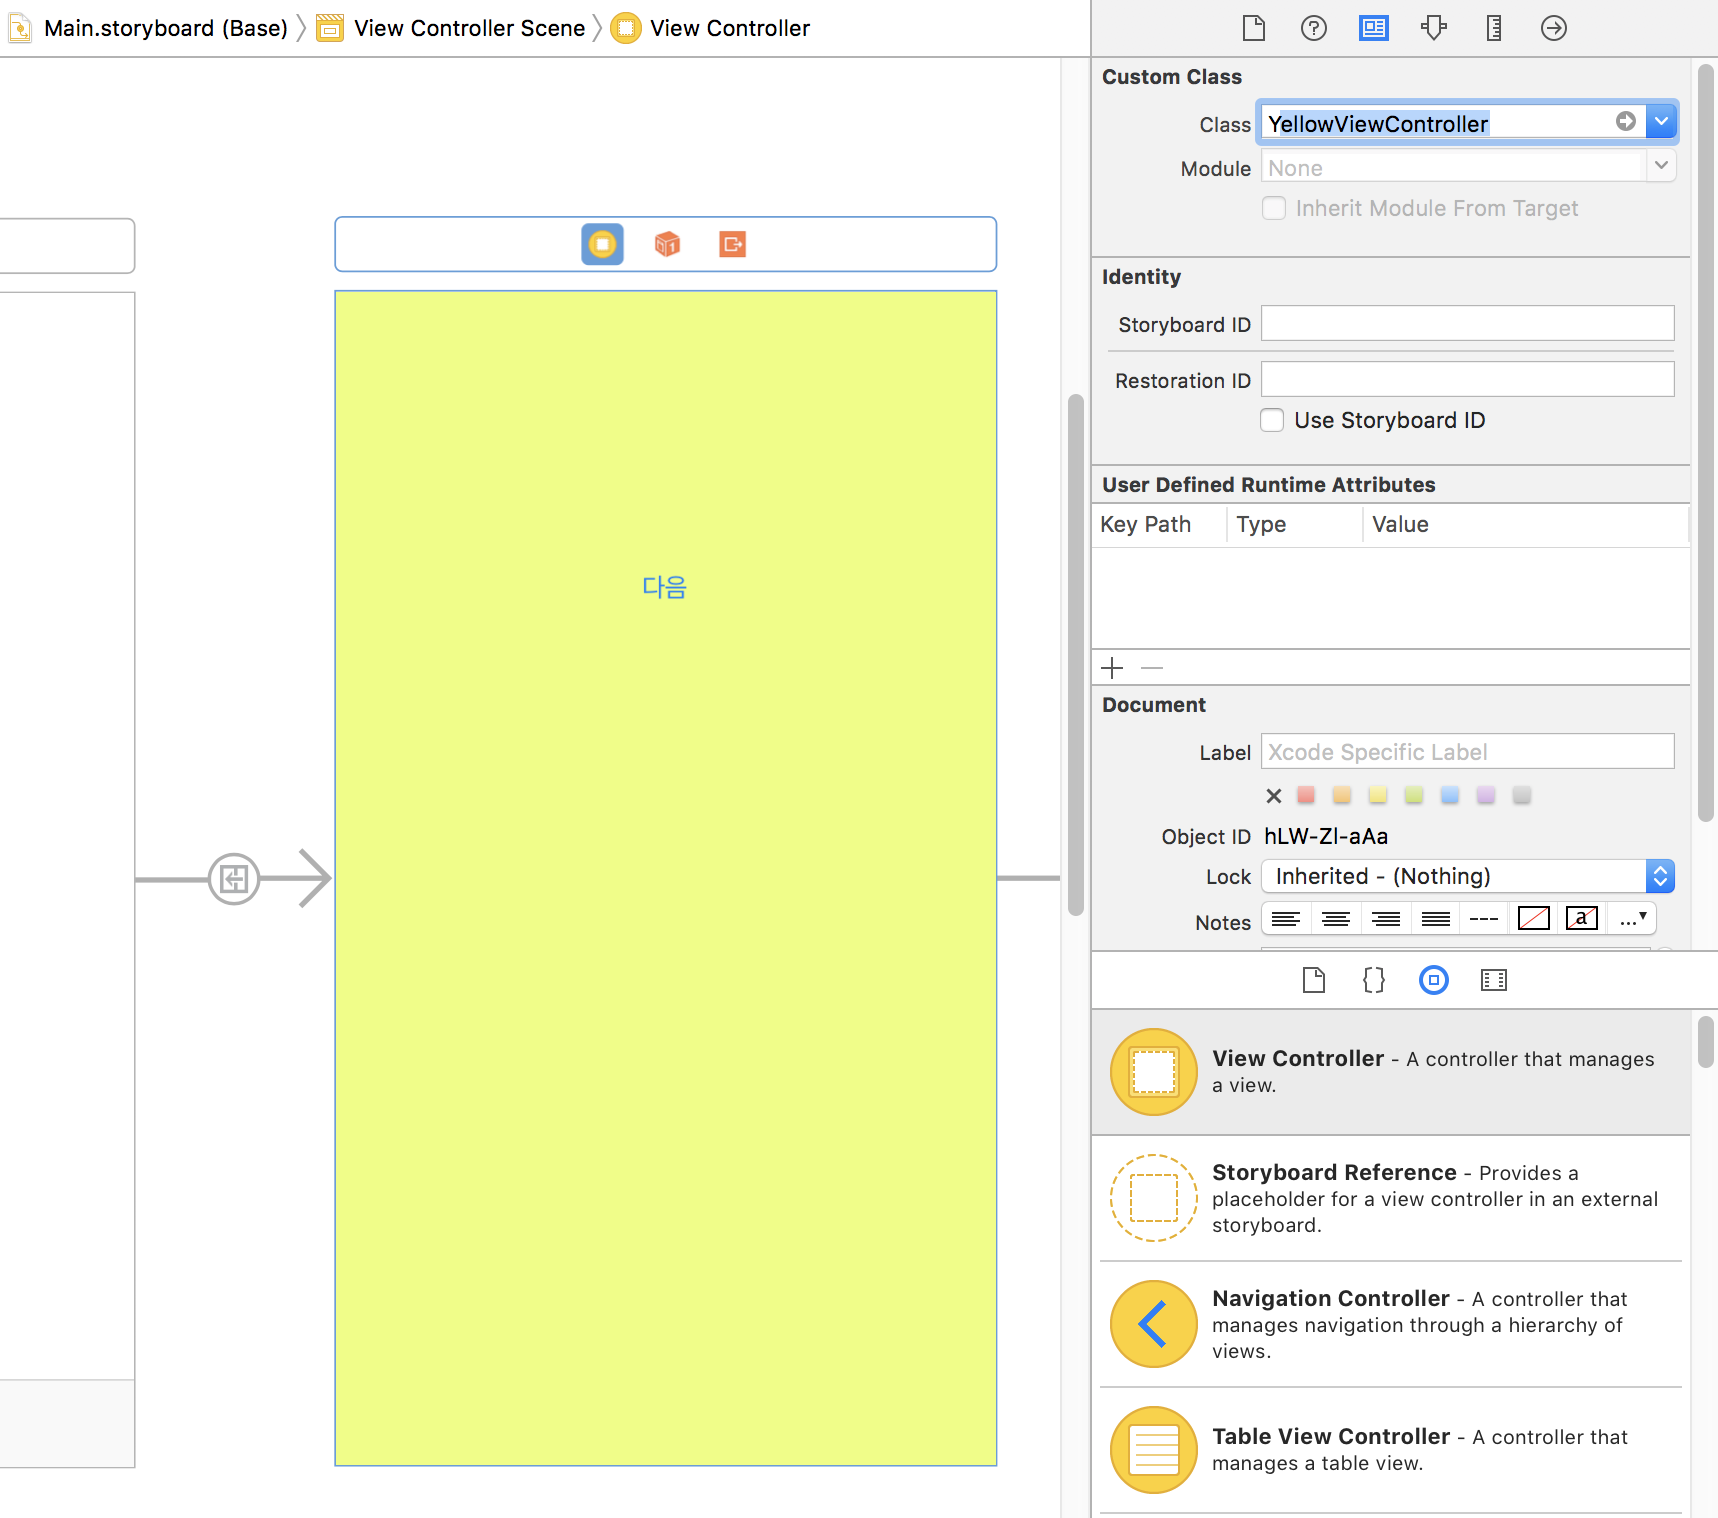 Main.storyboard (Base) View Controller Scene View Controller
다음
Custom Class
Class YellowViewController
Module None
Inherit Module From Target
Identity
Storyboard ID
Restoration ID
Use Storyboard ID
User Defined Runtime Attributes
Key Path Type Value
Document
Label Xcode Specific Label
Object ID hLW-Zl-aAa
Lock Inherited - (Nothing)
Notes a ...
View Controller - A controller that manages
a view.
Storyboard Reference - Provides a
placeholder for a view controller in an external
storyboard.
Navigation Controller - A controller that
manages navigation through a hierarchy of
views.
Table View Controller - A controller that
manages a table view.